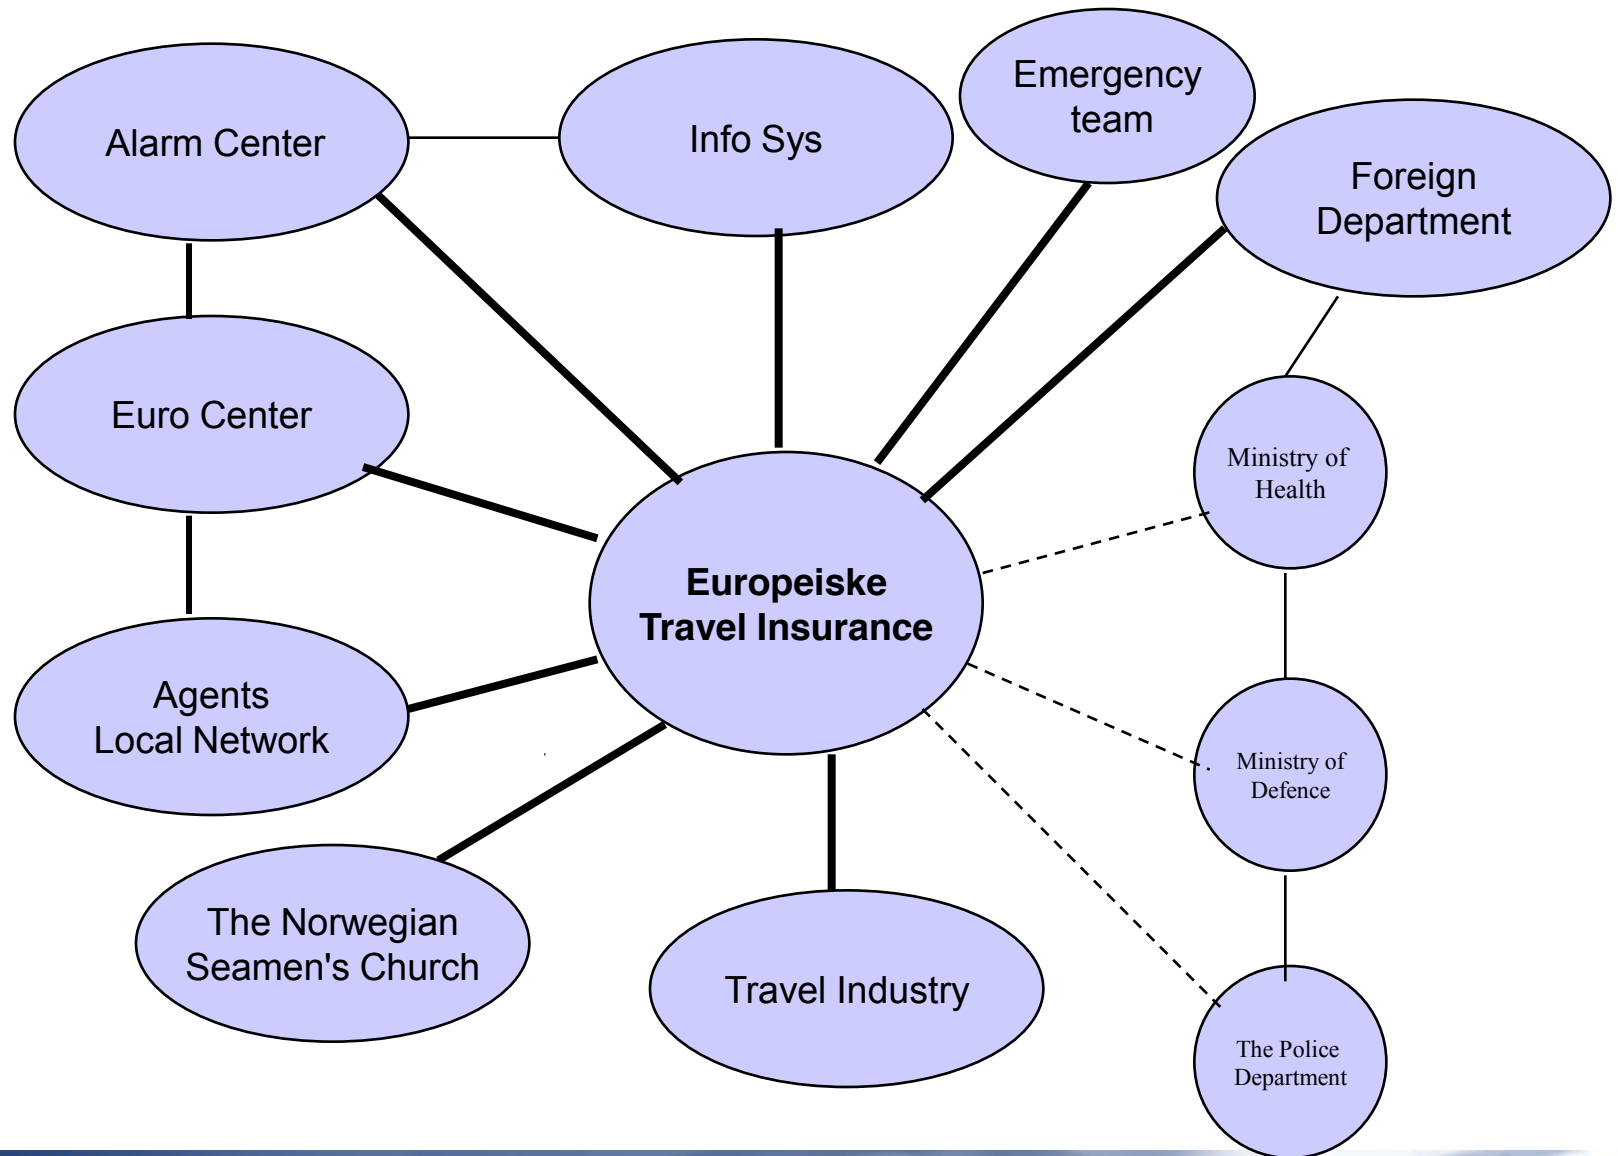 Emergency
team
Alarm Center
Info Sys
Foreign
Department
Euro Center
Ministry of
Health
Europeiske
Travel Insurance
Agents
Local Network
Ministry of
Defence
The Norwegian
Seamen's Church
Travel Industry
The Police
Department